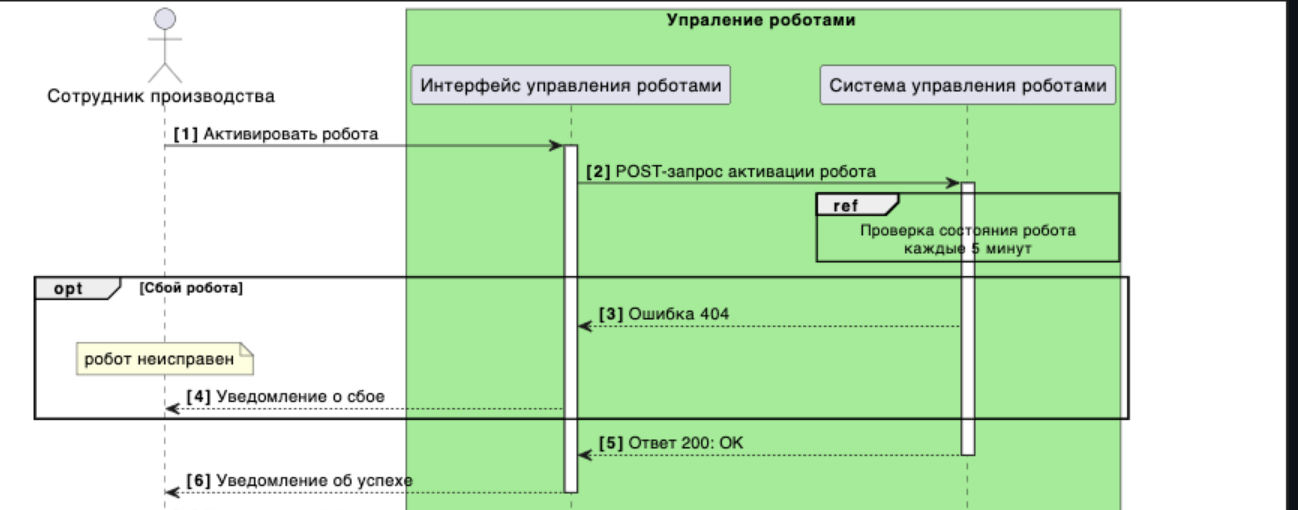 Упраление роботами
Сотрудник производства
Интерфейс управления роботами
Система управления роботами
[1] Активировать робота
[2] POST-запрос активации робота
ref
Проверка состояния робота
каждые 5 минут
opt
[Сбой робота]
[3] Ошибка 404
робот неисправен
[4] Уведомление о сбое
[5] Ответ 200: OK
[6] Уведомление об успехе